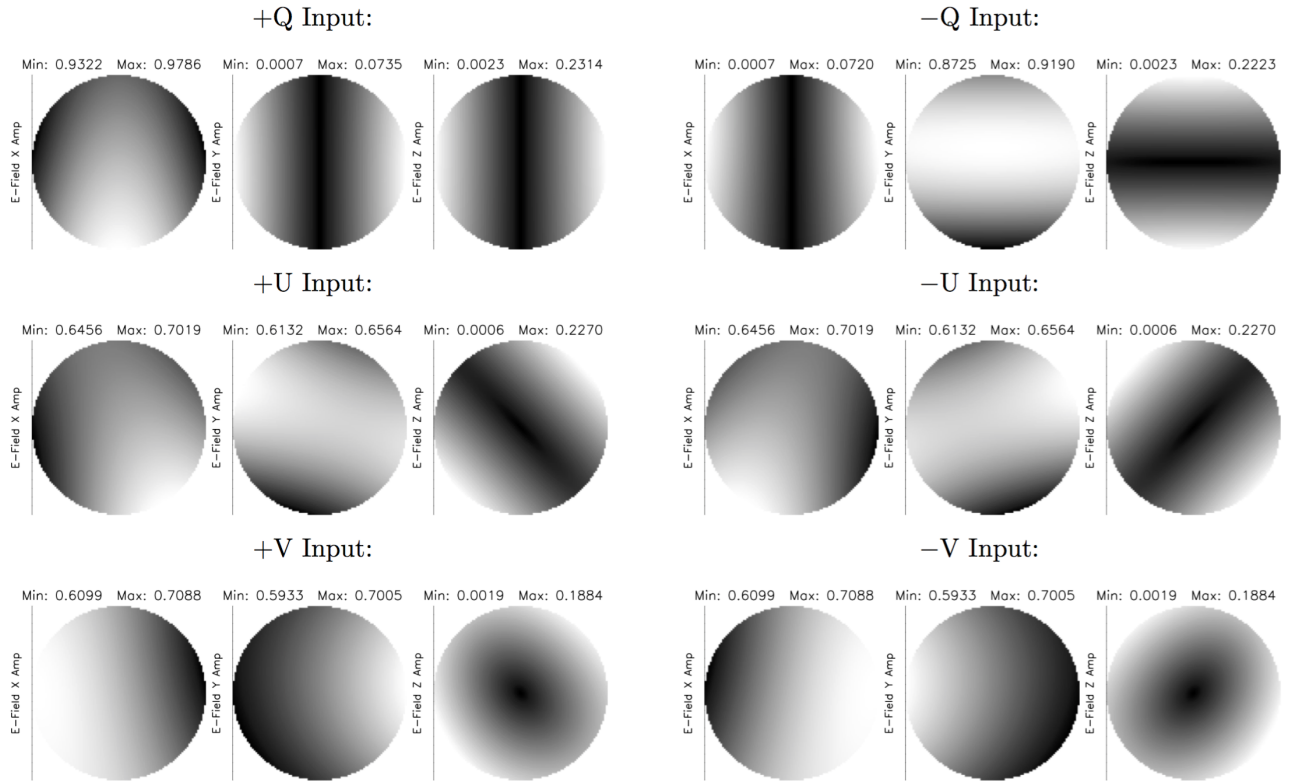 +Q Input:
−Q Input:
Min: 0.9322 Max: 0.9786
Min: 0.0007 Max: 0.0735
Min: 0.0023 Max: 0.2314
Min: 0.0007 Max: 0.0720
Min: 0.8725 Max: 0.9190
Min: 0.0023 Max: 0.2223
E-Field X Amp
E-Field Y Amp
E-Field Z Amp
E-Field X Amp
E-Field Y Amp
E-Field Z Amp
+U Input:
−U Input:
Min: 0.6456 Max: 0.7019
Min: 0.6132 Max: 0.6564
Min: 0.0006 Max: 0.2270
Min: 0.6456 Max: 0.7019
Min: 0.6132 Max: 0.6564
Min: 0.0006 Max: 0.2270
E-Field X Amp
E-Field Y Amp
E-Field Z Amp
E-Field X Amp
E-Field Y Amp
E-Field Z Amp
+V Input:
−V Input:
Min: 0.6099 Max: 0.7088
Min: 0.5933 Max: 0.7005
Min: 0.0019 Max: 0.1884
Min: 0.6099 Max: 0.7088
Min: 0.5933 Max: 0.7005
Min: 0.0019 Max: 0.1884
E-Field X Amp
E-Field Y Amp
E-Field Z Amp
E-Field X Amp
E-Field Y Amp
E-Field Z Amp